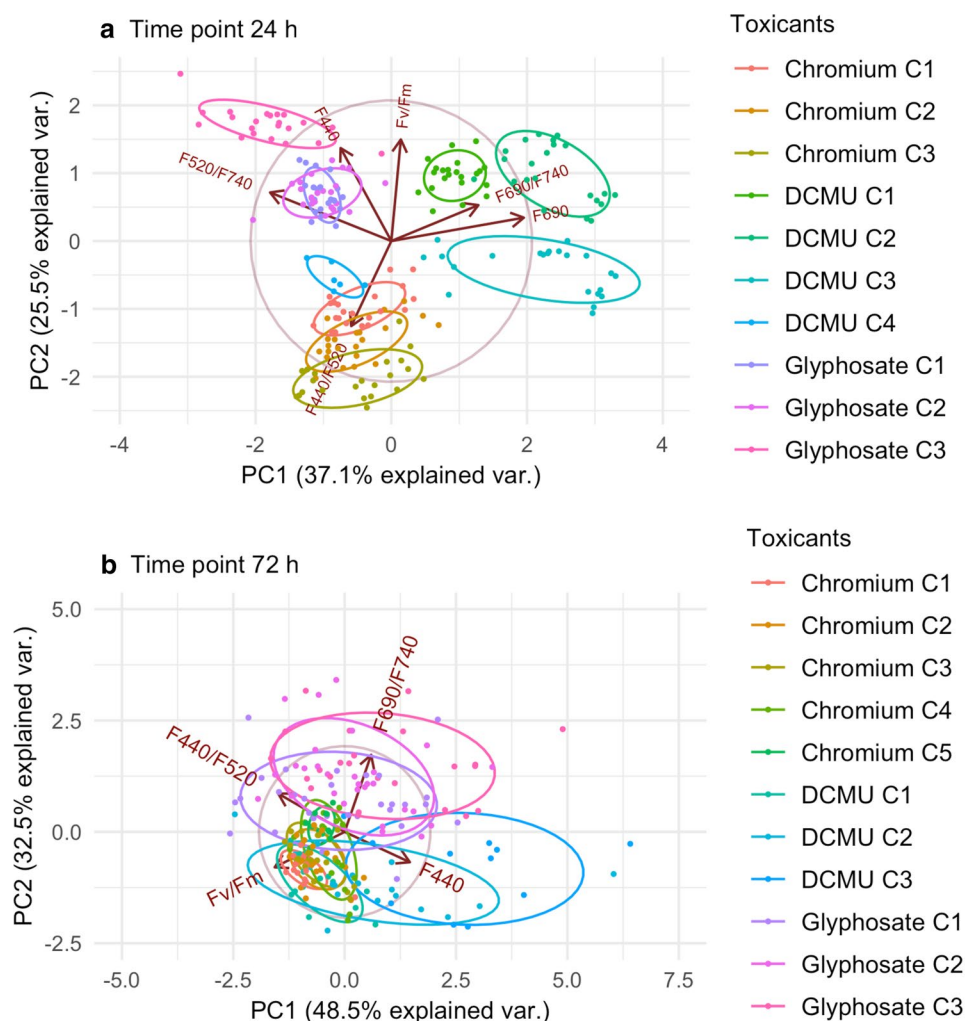 a Time point 24 h
Toxicants
Chromium C1
Chromium C2
Chromium C3
DCMU C1
DCMU C2
DCMU C3
DCMU C4
Glyphosate C1
Glyphosate C2
Glyphosate C3
PC2 (25.5% explained var.)
2
1
0
-1
-2
F520/F740
F440
Fv/Fm
F690/F740
F690
F440/F520
-4
-2
0
2
4
PC1 (37.1% explained var.)
b Time point 72 h
Toxicants
Chromium C1
Chromium C2
Chromium C3
Chromium C4
Chromium C5
DCMU C1
DCMU C2
DCMU C3
Glyphosate C1
Glyphosate C2
Glyphosate C3
PC2 (32.5% explained var.)
5.0
2.5
0.0
-2.5
F440/F520
F690/F740
Fv/Fm
F440
-5.0
-2.5
0.0
2.5
5.0
7.5
PC1 (48.5% explained var.)